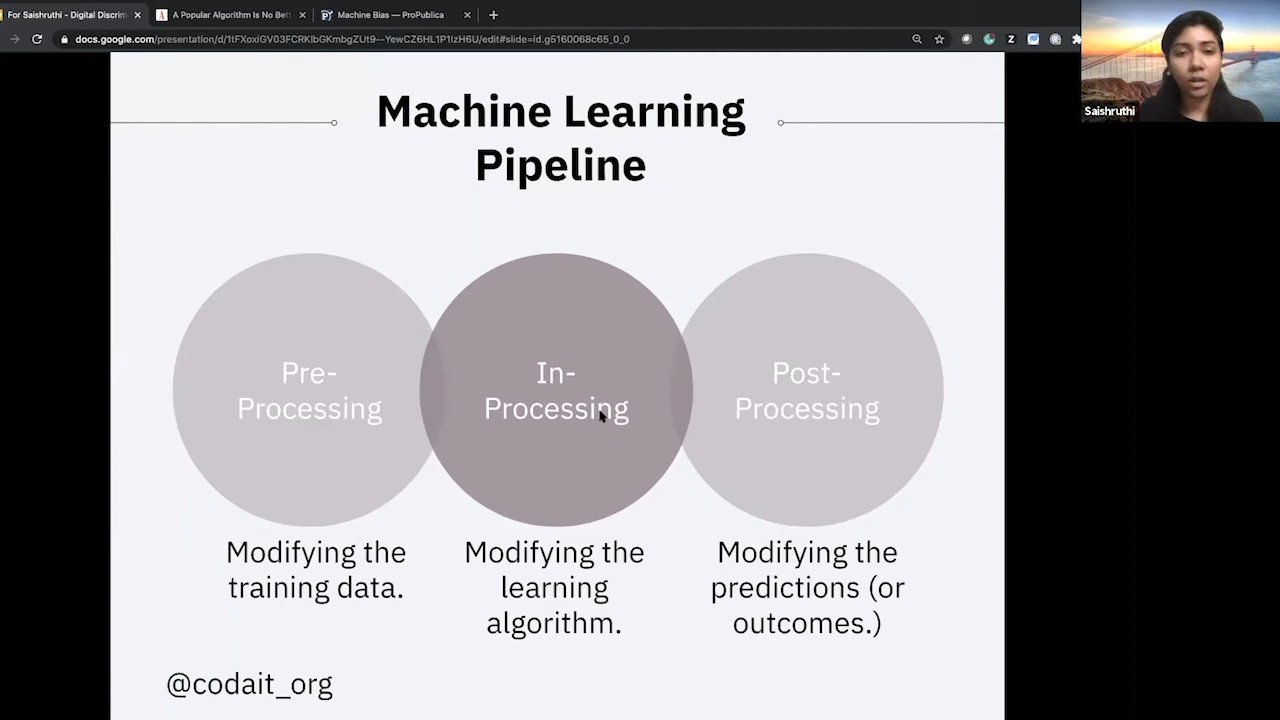 For Saishruthi - Digital Discrim
A Popular Algorithm Is No Bett
Machine Bias — ProPublica
docs.google.com/presentation/d/1tFXoxiGV03FCRKlbGKmbgZUt9--YewCZ6HL1P1IzH6U/edit#slide=id.g5160068c65_0_0
Saishruthi
Machine Learning
Pipeline
Pre-
Processing
In-
Processing
Post-
Processing
Modifying the
training data.
Modifying the
learning
algorithm.
Modifying the
predictions (or
outcomes.)
@codait_org